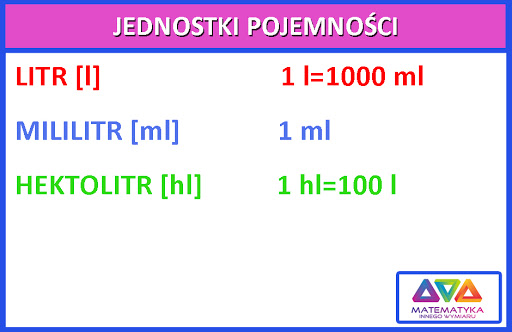 JEDNOSTKI POJEMNOŚCI
LITR [l] 1 l=1000 ml
MILILITR [ml] 1 ml
HEKTOLITR [hl] 1 hl=100 l
MATEMATYKA
INNEGO WYMIARU